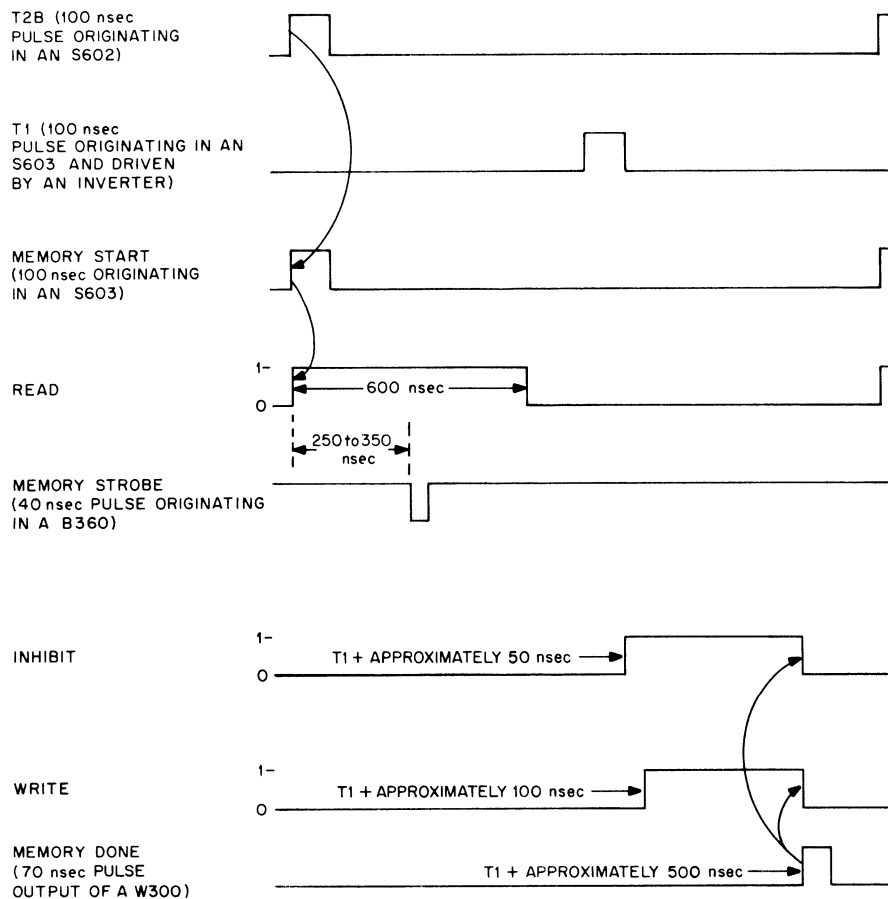 T2B (100 nsec
PULSE ORIGINATING
IN AN S602)
T1 (100 nsec
PULSE ORIGINATING IN AN
S603 AND DRIVEN
BY AN INVERTER)
MEMORY START
(100 nsec ORIGINATING
IN AN S603)
READ
1-
0
600 nsec
250 to 350
nsec
MEMORY STROBE
(40 nsec PULSE ORIGINATING
IN A B360)
INHIBIT
1-
0
T1 + APPROXIMATELY 50 nsec
WRITE
1-
0
T1 + APPROXIMATELY 100 nsec
MEMORY DONE
(70 nsec PULSE
OUTPUT OF A W300)
T1 + APPROXIMATELY 500 nsec